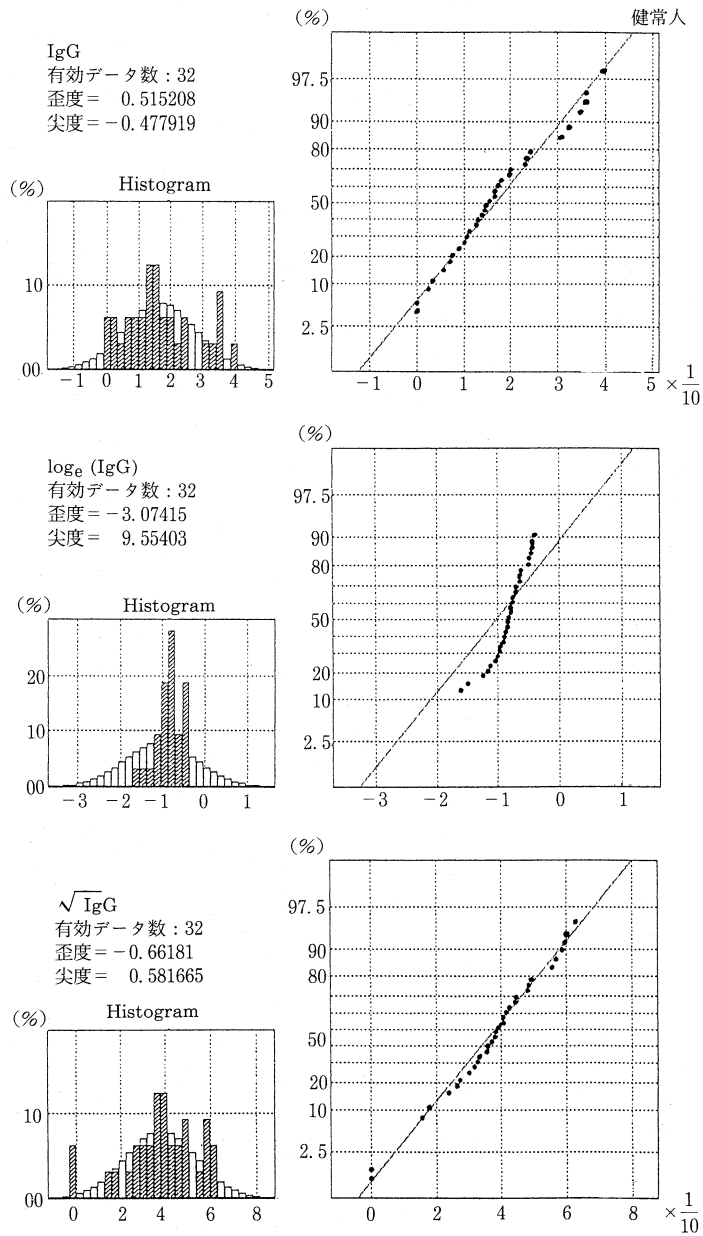 (%)
健常人
IgG
有効データ数:32
歪度= 0.515208
尖度=-0.477919
97.5
90
80
50
20
10
2.5
-1 0 1 2 3 4 5 ×1/10
(%)
Histogram
10
00
-1 0 1 2 3 4 5
(%)
logₑ (IgG)
有効データ数:32
歪度=-3.07415
尖度= 9.55403
97.5
90
80
50
20
10
2.5
-3 -2 -1 0 1
(%)
Histogram
20
10
00
-3 -2 -1 0 1
(%)
√IgG
有効データ数:32
歪度=-0.66181
尖度= 0.581665
97.5
90
80
50
20
10
2.5
0 2 4 6 8 ×1/10
Histogram
(%)
10
00
0 2 4 6 8